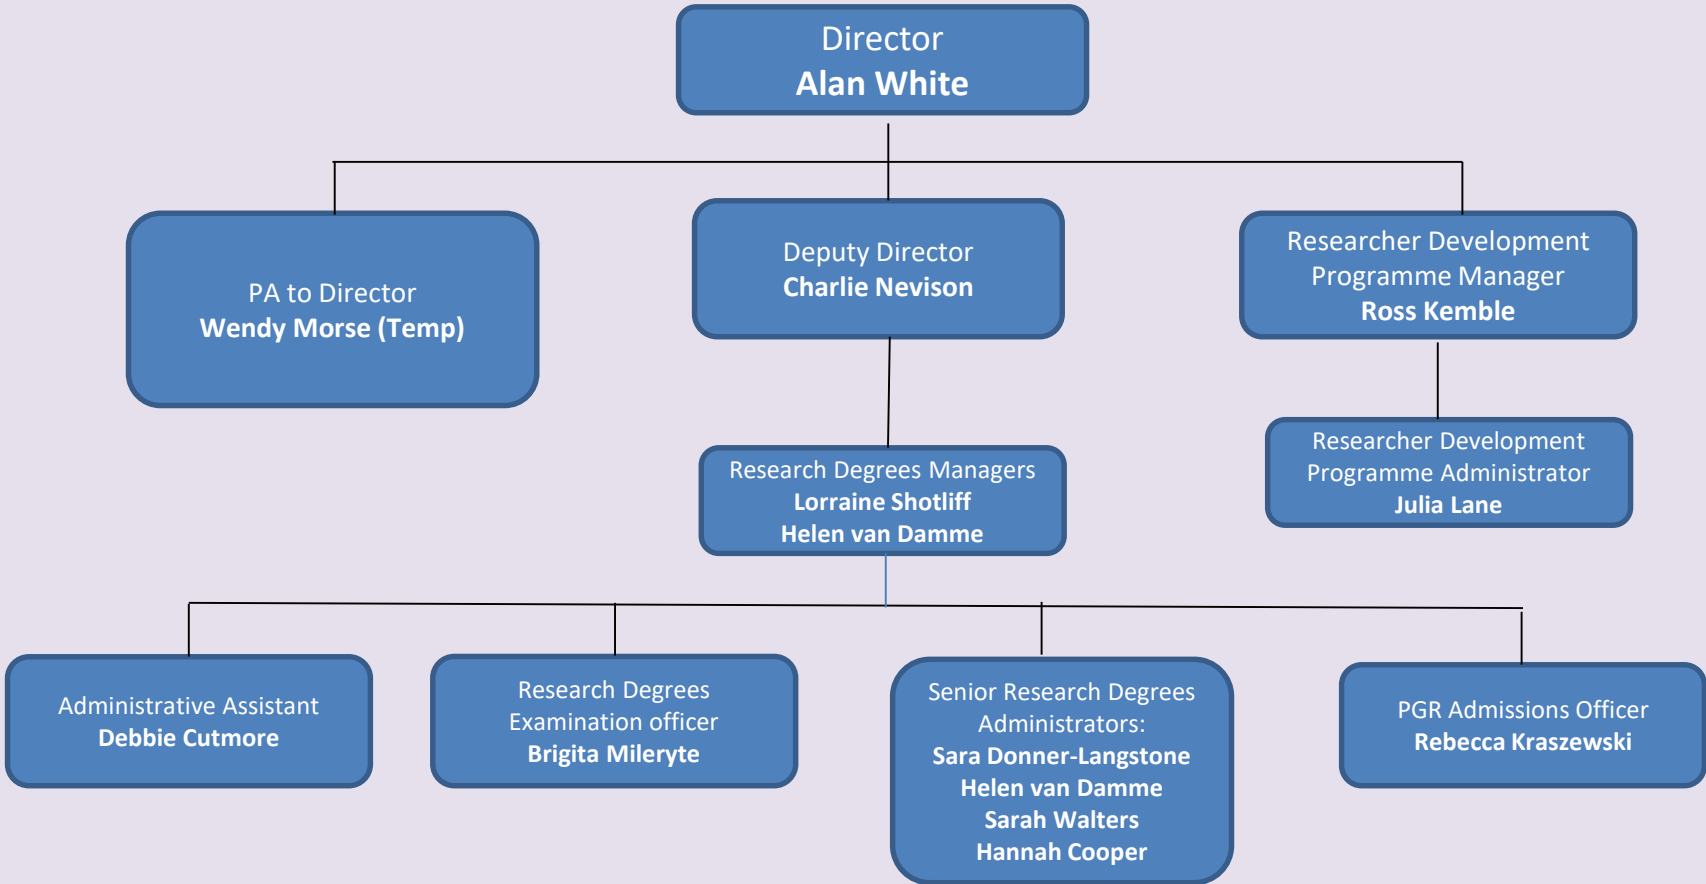 Director
Alan White
PA to Director
Wendy Morse (Temp)
Deputy Director
Charlie Nevison
Researcher Development
Programme Manager
Ross Kemble
Research Degrees Managers
Lorraine Shotliff
Helen van Damme
Researcher Development
Programme Administrator
Julia Lane
Administrative Assistant
Debbie Cutmore
Research Degrees
Examination officer
Brigita Mileryte
Senior Research Degrees
Administrators:
Sara Donner-Langstone
Helen van Damme
Sarah Walters
Hannah Cooper
PGR Admissions Officer
Rebecca Kraszewski